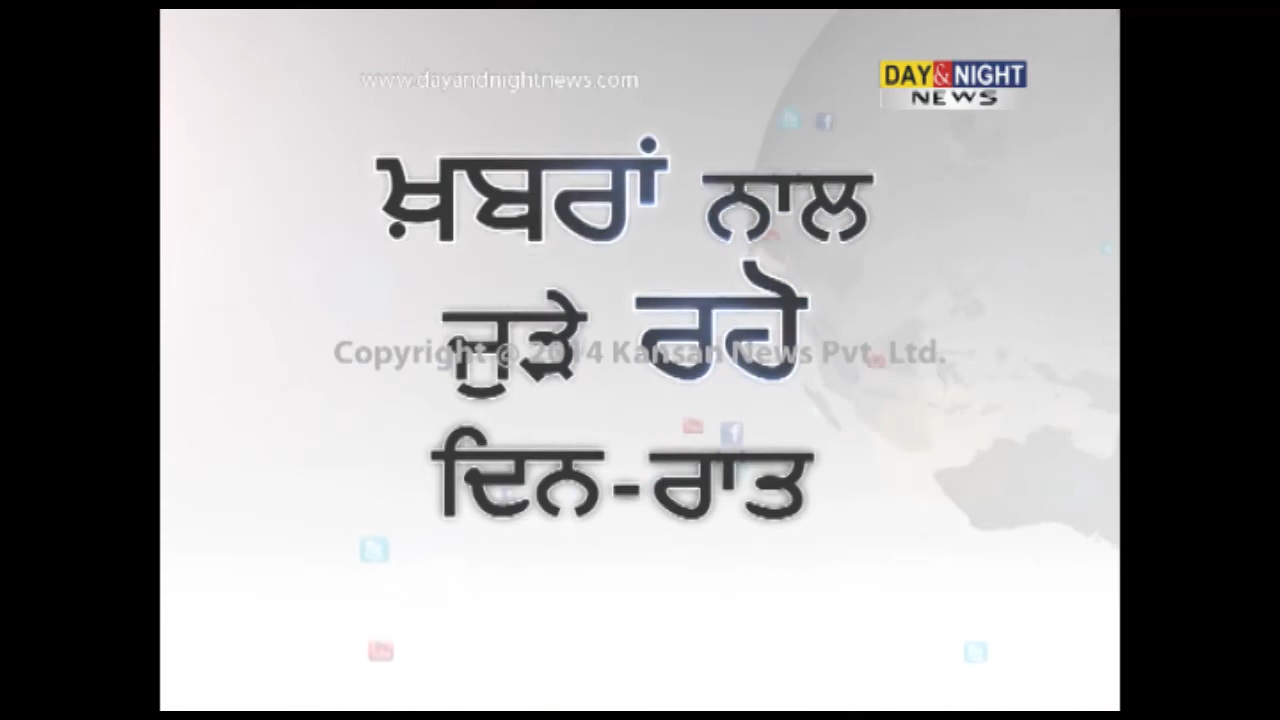 www.dayandnightnews.com
DAY&NIGHT
NEWS
ਖ਼ਬਰਾਂ ਨਾਲ
ਜੁੜੇ ਰਹੋ
Copyright © 2014 Kansan News Pvt. Ltd.
ਦਿਨ-ਰਾਤ